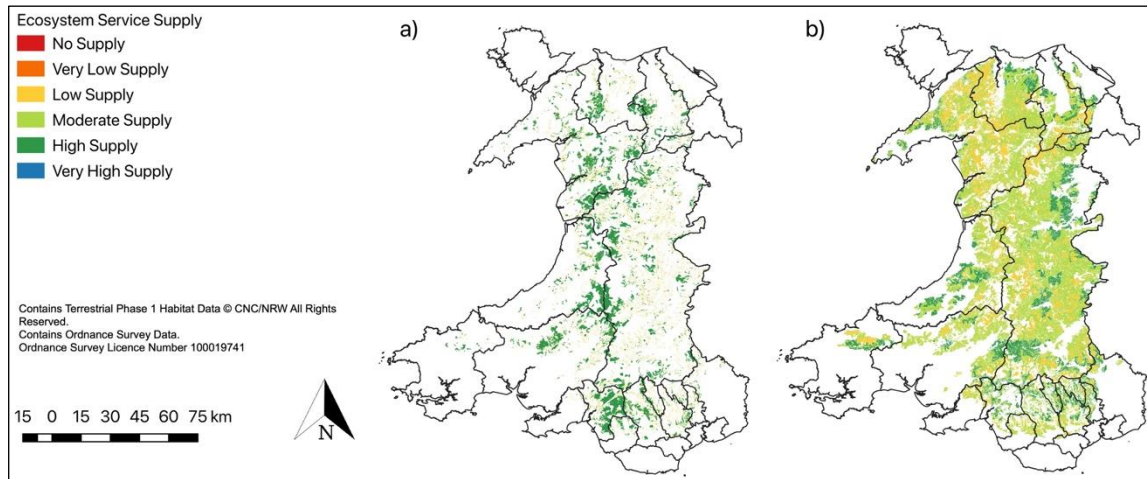 Ecosystem Service Supply
No Supply
Very Low Supply
Low Supply
Moderate Supply
High Supply
Very High Supply
a)
b)
Contains Terrestrial Phase 1 Habitat Data © CNC/NRW All Rights
Reserved.
Contains Ordnance Survey Data.
Ordnance Survey Licence Number 100019741
15 0 15 30 45 60 75 km
N